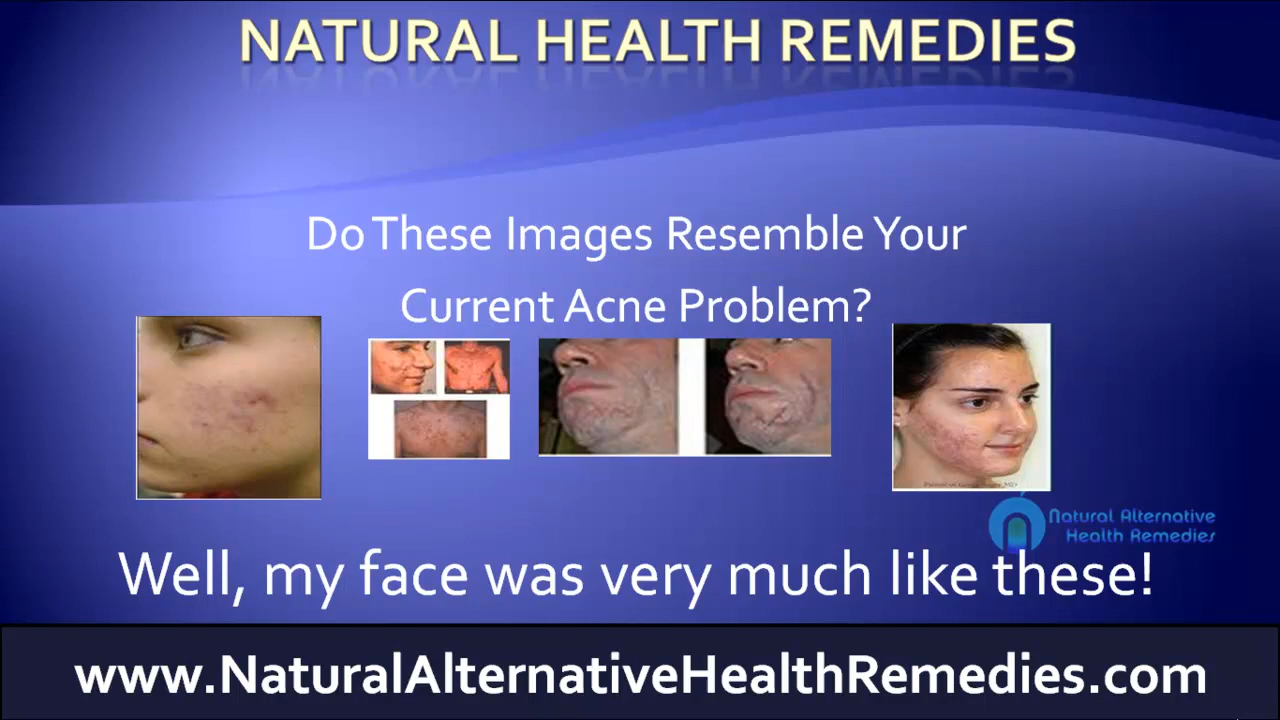 NATURAL HEALTH REMEDIES
Do These Images Resemble Your
Current Acne Problem?
Natural Alternative
Health Remedies
Well, my face was very much like these!
www.NaturalAlternativeHealthRemedies.com